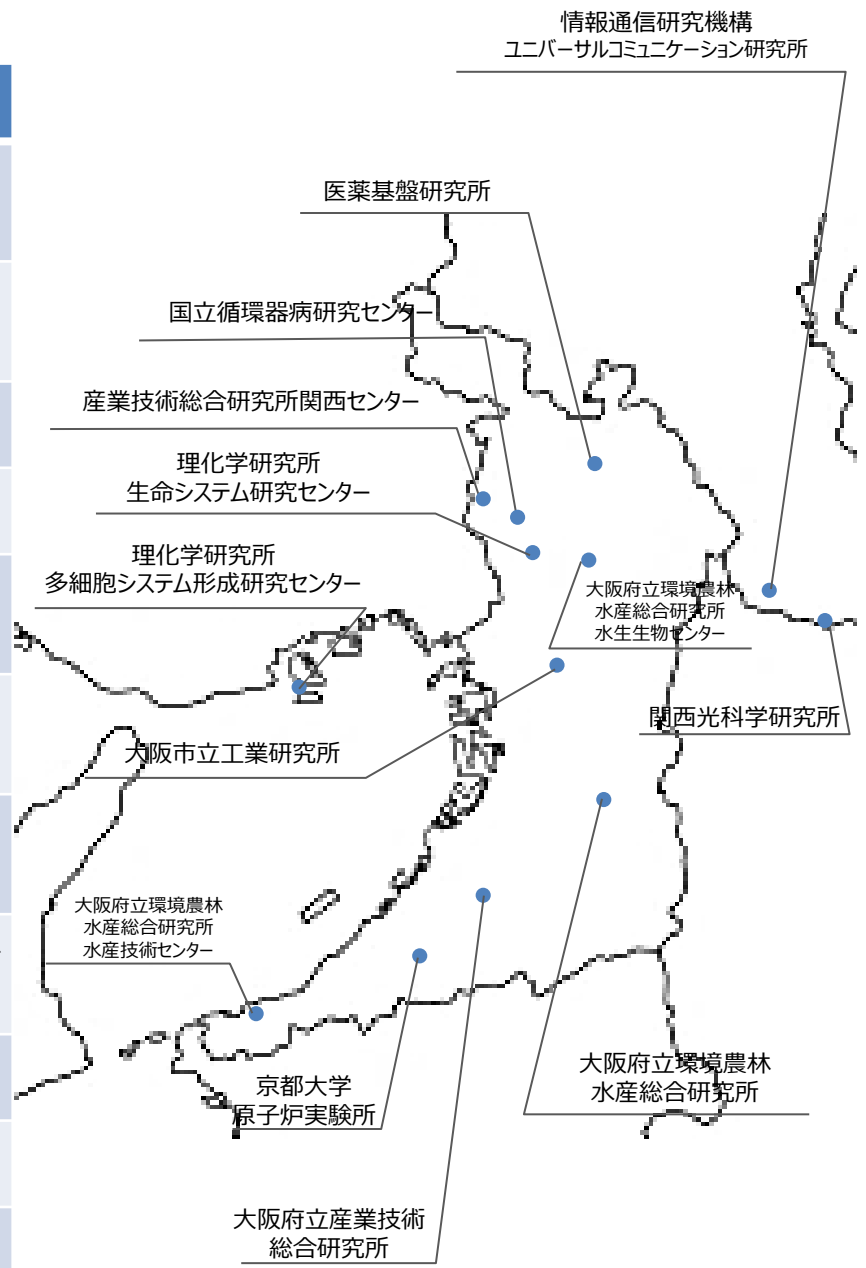 情報通信研究機構
ユニバーサルコミュニケーション研究所
医薬基盤研究所
国立循環器病研究センター
産業技術総合研究所関西センター
理化学研究所
生命システム研究センター
理化学研究所
多細胞システム形成研究センター
大阪府立環境農林
水産総合研究所
水生生物センター
関西光科学研究所
大阪市立工業研究所
大阪府立環境農林
水産総合研究所
水産技術センター
大阪府立環境農林
水産総合研究所
京都大学
原子炉実験所
大阪府立産業技術
総合研究所